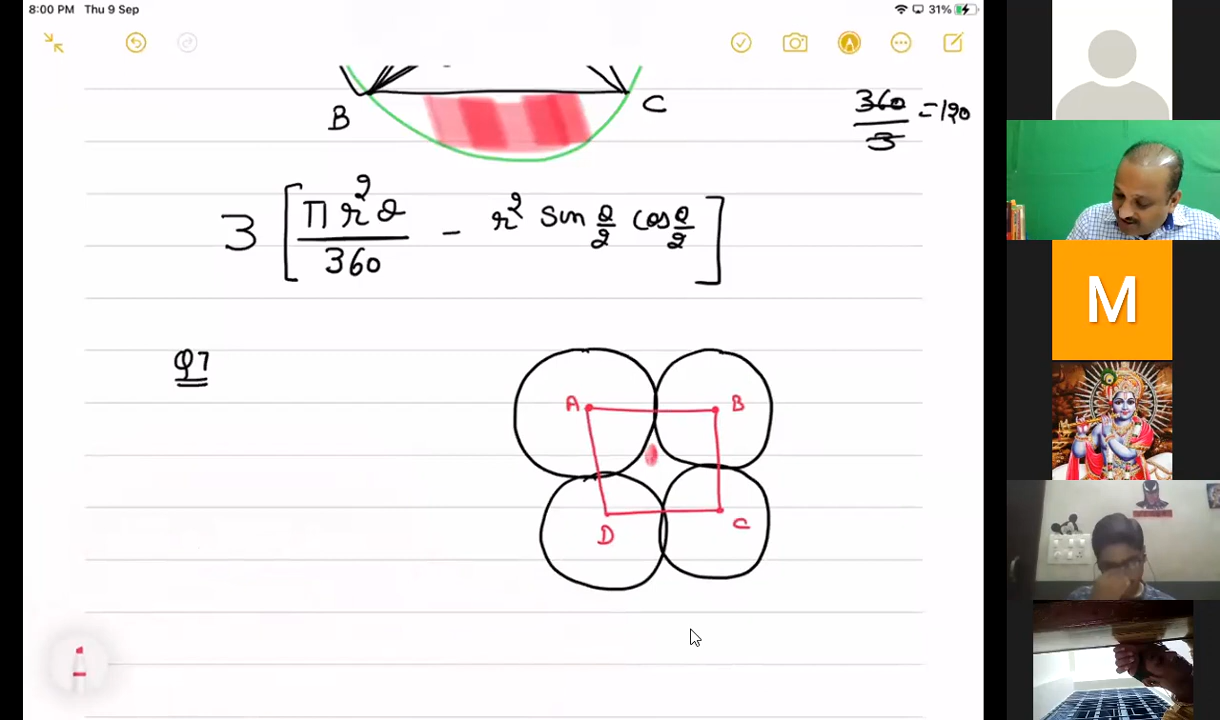 8:00 PM Thu 9 Sep
31%
B
C
360/3 = 120
3 [ πr²θ/360 - r² Sin θ/2 cos θ/2 ]
Q7
A
B
D
C
M